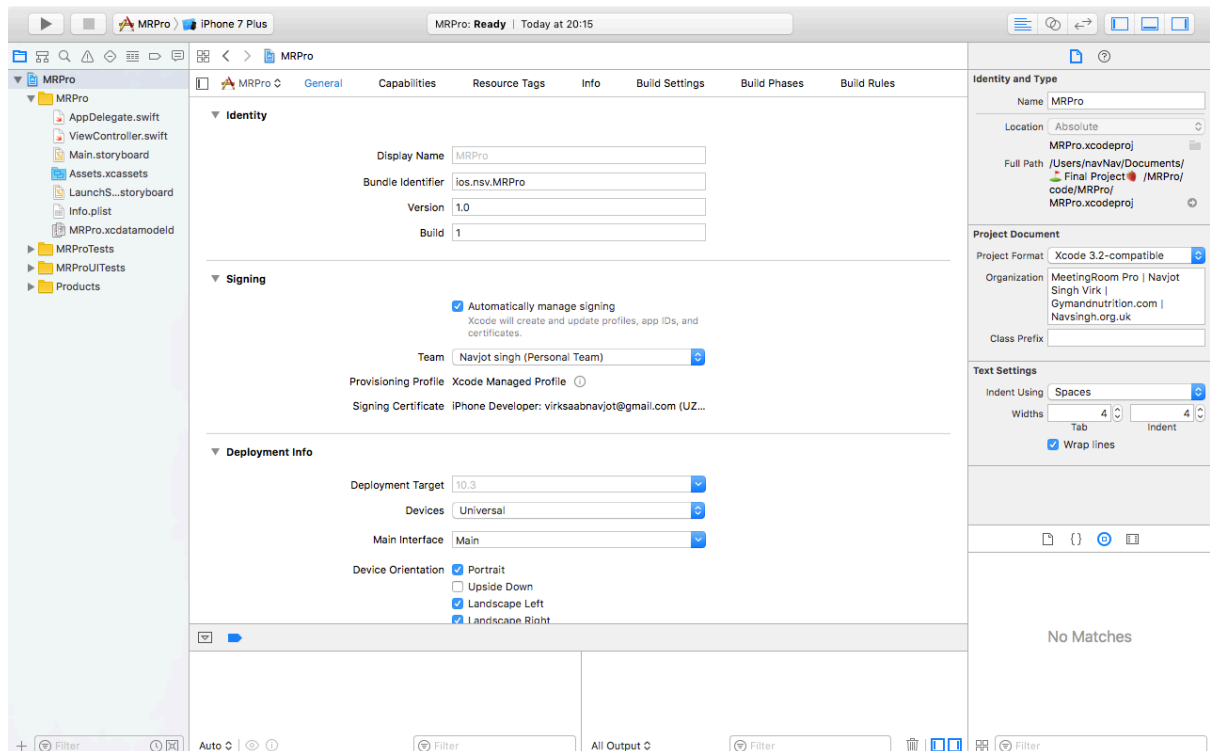 MRPro
iPhone 7 Plus
MRPro: Ready | Today at 20:15
MRPro
MRPro
AppDelegate.swift
ViewController.swift
Main.storyboard
Assets.xcassets
LaunchS...storyboard
Info.plist
MRPro.xcdatamodeld
MRProTests
MRProUITests
Products
Filter
MRPro
MRPro
General
Capabilities
Resource Tags
Info
Build Settings
Build Phases
Build Rules
Identity
Display Name MRPro
Bundle Identifier ios.nsv.MRPro
Version 1.0
Build 1
Signing
Automatically manage signing
Xcode will create and update profiles, app IDs, and
certificates.
Team Navjot singh (Personal Team)
Provisioning Profile Xcode Managed Profile
Signing Certificate iPhone Developer: virksaabnavjot@gmail.com (UZ...
Deployment Info
Deployment Target 10.3
Devices Universal
Main Interface Main
Device Orientation Portrait
Upside Down
Landscape Left
Landscape Right
Auto
Filter
All Output
Filter
Identity and Type
Name MRPro
Location Absolute
MRPro.xcodeproj
Full Path /Users/navNav/Documents/
Final Project /MRPro/
code/MRPro/
MRPro.xcodeproj
Project Document
Project Format Xcode 3.2-compatible
Organization MeetingRoom Pro | Navjot
Singh Virk |
Gymandnutrition.com |
Navsingh.org.uk
Class Prefix
Text Settings
Indent Using Spaces
Widths 4 4
Tab Indent
Wrap lines
{}
No Matches
Filter